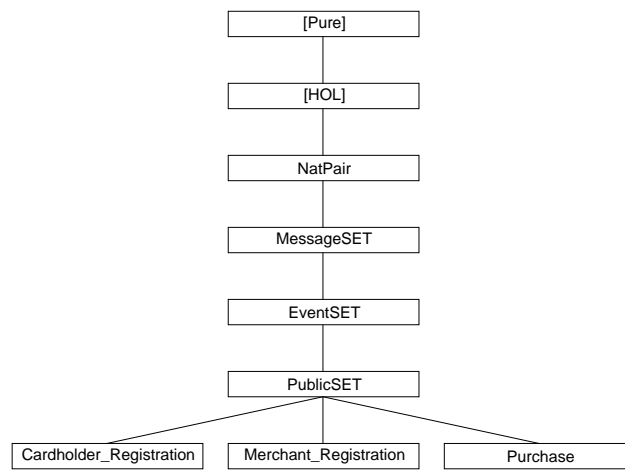 [Pure]
[HOL]
NatPair
MessageSET
EventSET
PublicSET
Cardholder_Registration
Merchant_Registration
Purchase